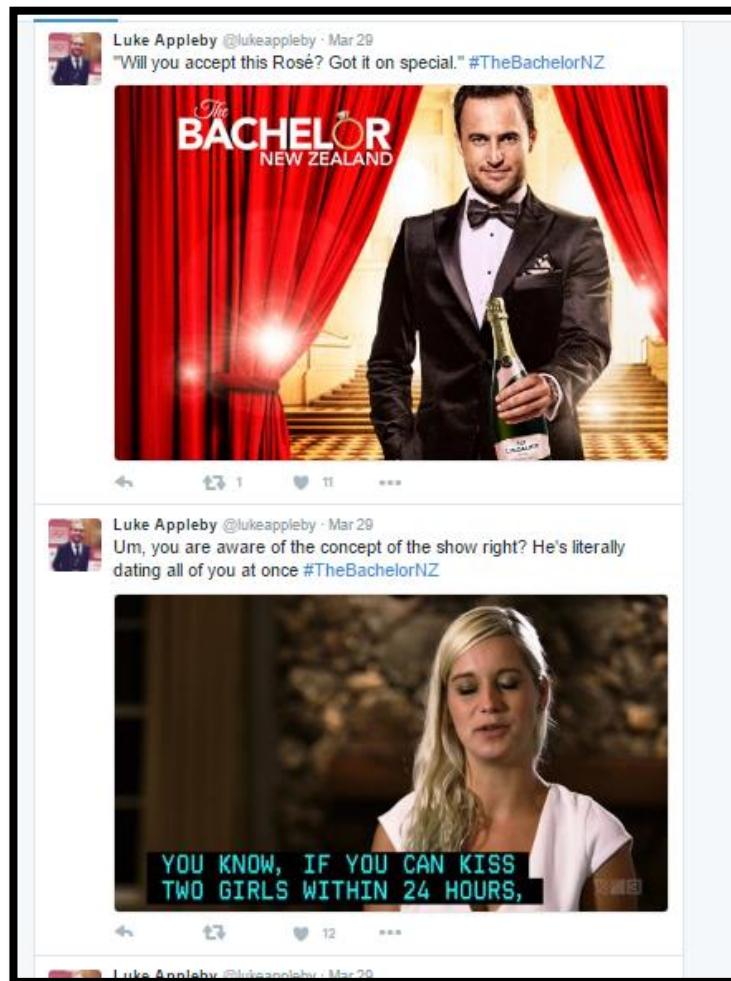 Luke Appleby @lukeappleby · Mar 29
"Will you accept this Rosé? Got it on special." #TheBachelorNZ
The
BACHELOR
NEW ZEALAND
1 11
Luke Appleby @lukeappleby · Mar 29
Um, you are aware of the concept of the show right? He's literally
dating all of you at once #TheBachelorNZ
YOU KNOW, IF YOU CAN KISS
TWO GIRLS WITHIN 24 HOURS,
12
Luke Appleby @lukeappleby · Mar 29